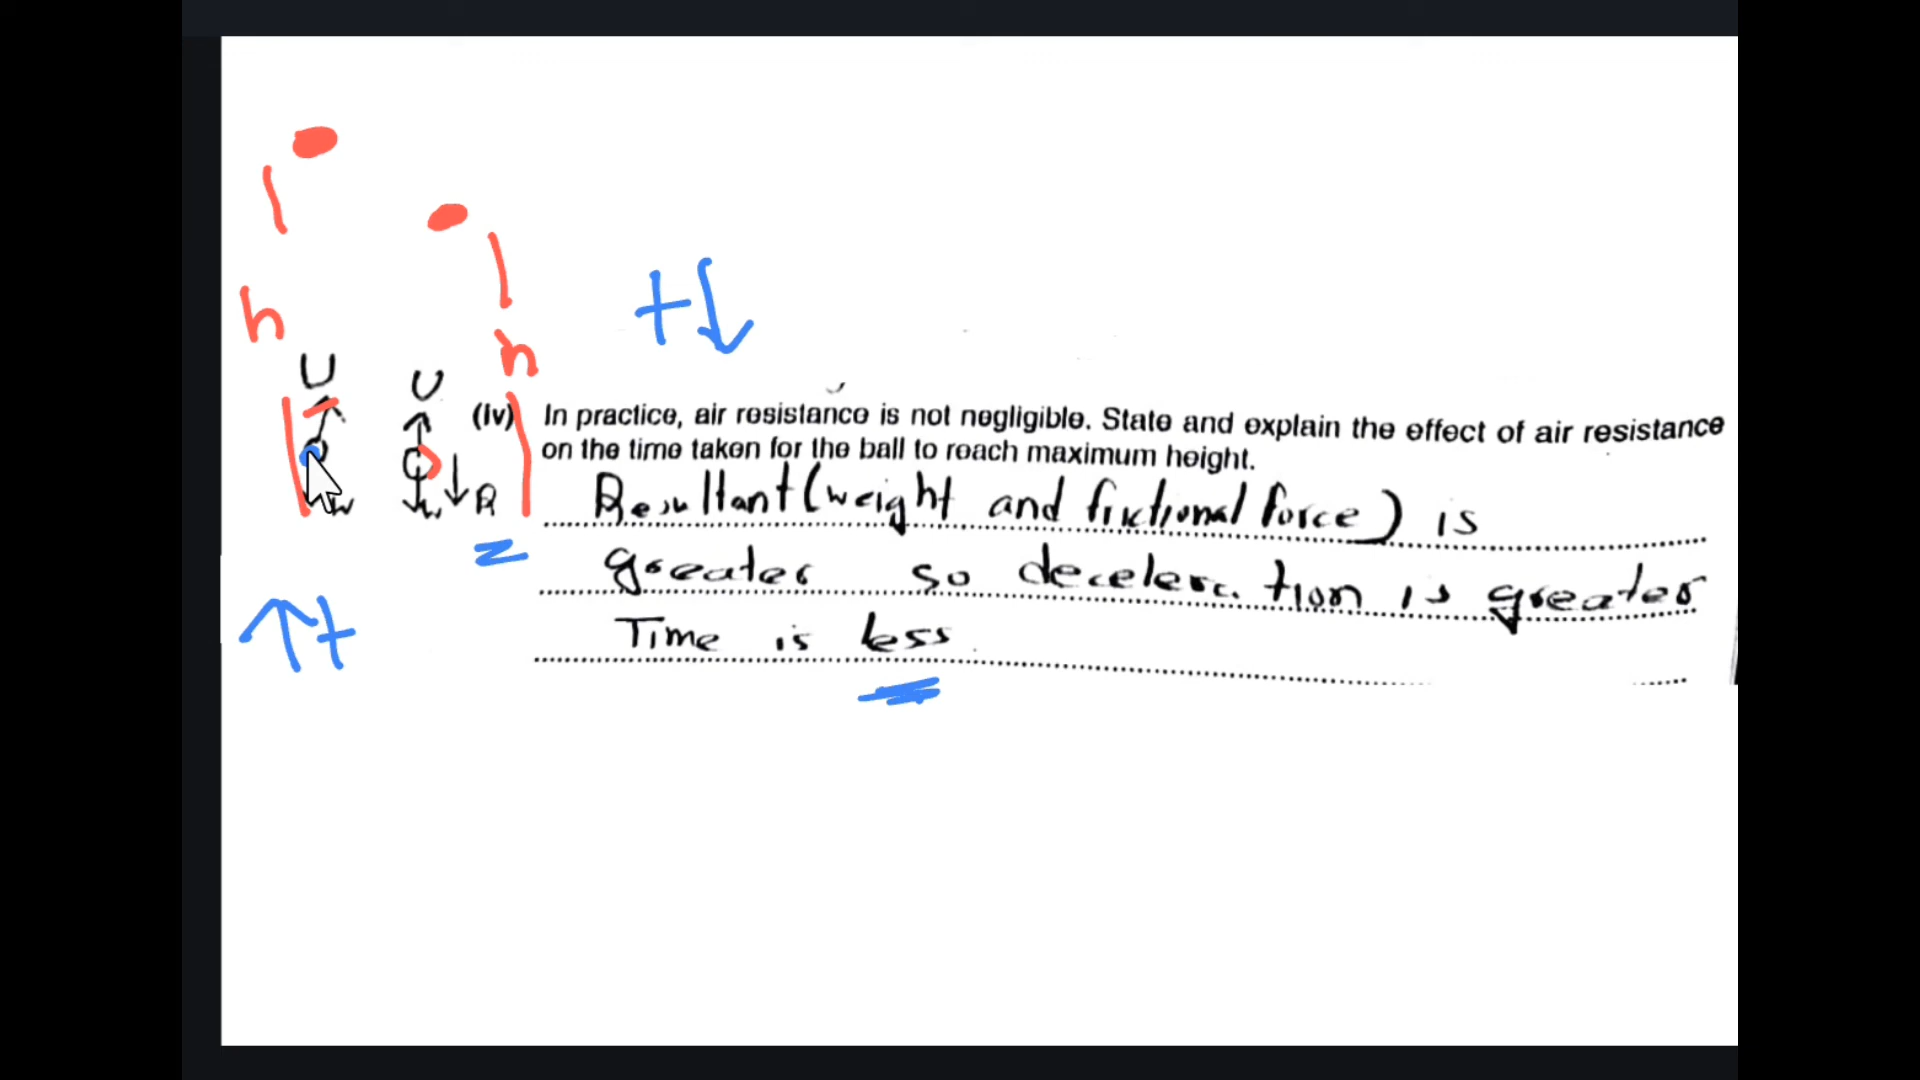 h
U
U
h
+
(iv) In practice, air resistance is not negligible. State and explain the effect of air resistance
on the time taken for the ball to reach maximum height.
W
W
R
Resultant (weight and frictional force) is
greater so deceleration is greater
Time is less
+